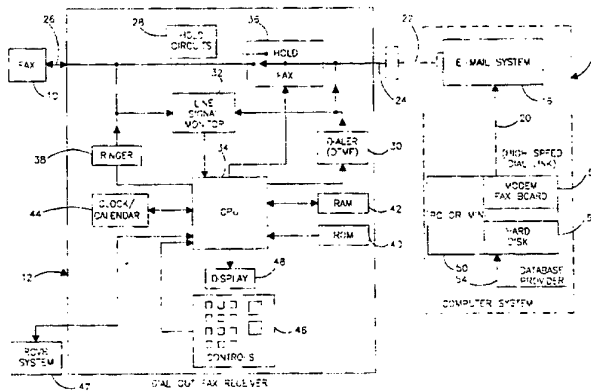 26
28
HOLD
CIRCUITS
36
HOLD
FAX
22
E-MAIL SYSTEM
16
FAX
10
32
LINE
SIGNAL
MONITOR
24
20
38
RINGER
34
DIALER
(DTMF)
30
(HIGH SPEED
DIAL LINK)
MODEM
FAX BOARD
44
CLOCK/
CALENDAR
CPU
RAM
42
PC OR MINI
HARD
DISK
ROM
40
12
DISPLAY
48
50
54
DATABASE
PROVIDER
COMPUTER SYSTEM
46
CONTROLS
SYSTEM
47
DIAL OUT FAX RECEIVER